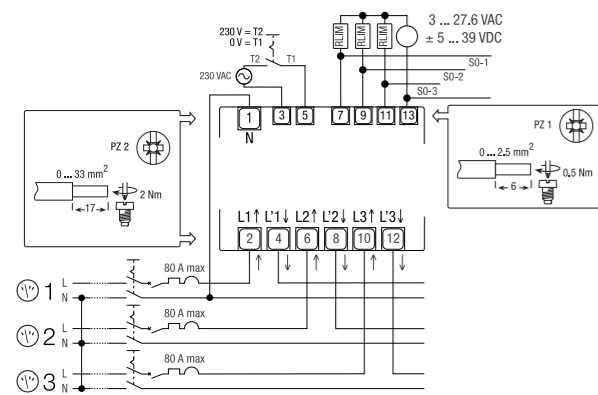 3 ... 27.6 VAC
± 5 ... 39 VDC
230 V = T2
0 V = T1
RLIM
RLIM
RLIM
T2
T1
230 VAC
S0-1
S0-2
S0-3
1
3
5
7
9
11
13
N
PZ 2
0 ... 33 mm2
2 Nm
17
PZ 1
0 ... 2.5 mm2
0,5 Nm
6
L1↑ L'1↓ L2↑ L'2↓ L3↑ L'3↓
2
4
6
8
10
12
80 A max
1
L
N
80 A max
2
L
N
80 A max
3
L
N